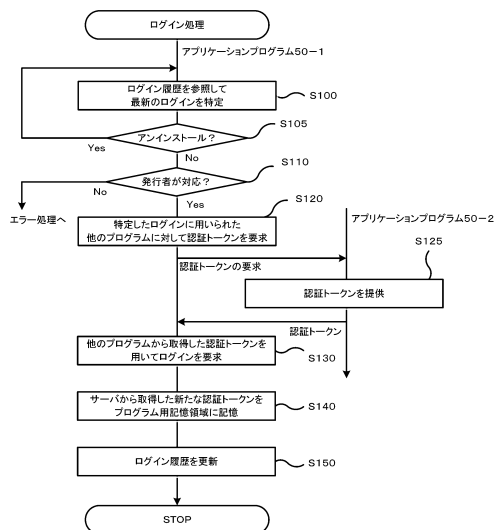 ログイン処理
アプリケーションプログラム50-1
ログイン履歴を参照して
最新のログインを特定
S100
アンインストール？
S105
Yes
No
発行者が対応？
S110
No
Yes
エラー処理へ
特定したログインに用いられた
他のプログラムに対して認証トークンを要求
S120
アプリケーションプログラム50-2
認証トークンの要求
S125
認証トークンを提供
認証トークン
他のプログラムから取得した認証トークンを
用いてログインを要求
S130
サーバから取得した新たな認証トークンを
プログラム用記憶領域に記憶
S140
ログイン履歴を更新
S150
STOP